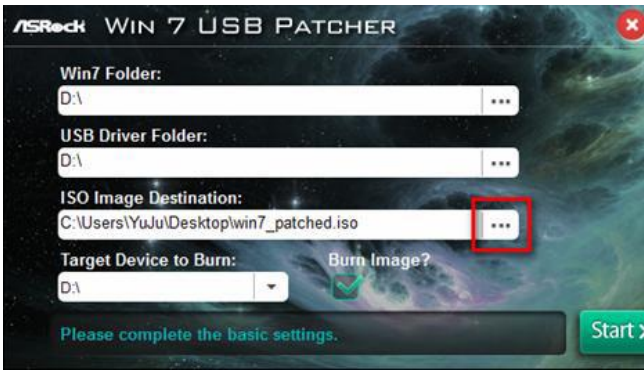 ASRock WIN 7 USB PATCHER
Win7 Folder:
D:\
...
USB Driver Folder:
D:\
...
ISO Image Destination:
C:\Users\YuJu\Desktop\win7_patched.iso
...
Target Device to Burn:
Burn Image?
D:\
Please complete the basic settings.
Start